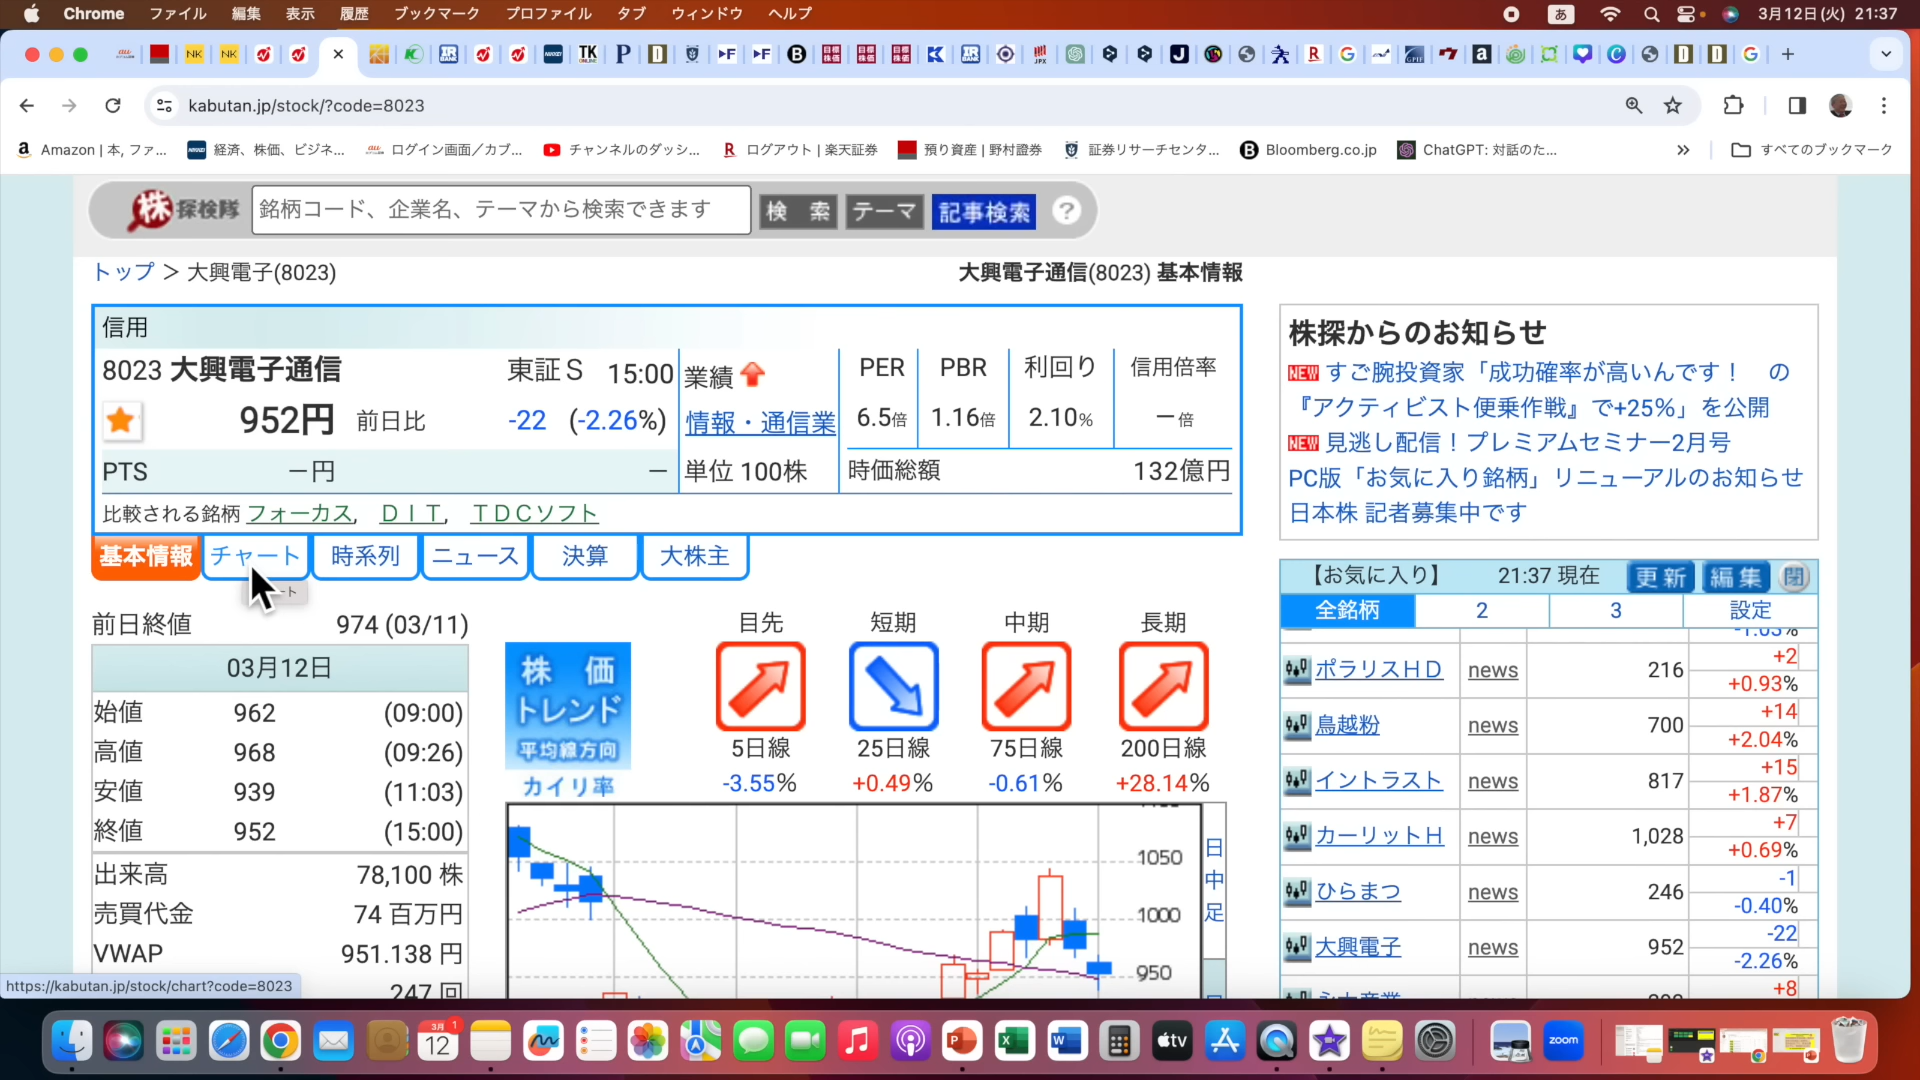 Chrome ファイル 編集 表示 履歴 ブックマーク プロファイル タブ ウィンドウ ヘルプ あ 3月12日(火) 21:37
kabutan.jp/stock/?code=8023
Amazon | 本, ファ... 経済、株価、ビジネ... ログイン画面／カブ... チャンネルのダッシ... ログアウト | 楽天証券 預り資産 | 野村證券 証券リサーチセンタ... Bloomberg.co.jp ChatGPT: 対話のた... » すべてのブックマーク
株探検隊 銘柄コード、企業名、テーマから検索できます 検 索 テーマ 記事検索 ?
トップ > 大興電子(8023) 大興電子通信(8023) 基本情報
信用
8023 大興電子通信 東証Ｓ 15:00 業績 PER PBR 利回り 信用倍率
952円 前日比 -22 (-2.26%) 情報・通信業 6.5倍 1.16倍 2.10% －倍
PTS －円 － 単位 100株 時価総額 132億円
比較される銘柄 フォーカス, ＤＩＴ, ＴＤＣソフト
基本情報 チャート 時系列 ニュース 決算 大株主
前日終値 974 (03/11)
03月12日
始値 962 (09:00)
高値 968 (09:26)
安値 939 (11:03)
終値 952 (15:00)
出来高 78,100 株
売買代金 74 百万円
VWAP 951.138 円
247 回
株価トレンド
平均線方向
カイリ率
目先 短期 中期 長期
5日線 25日線 75日線 200日線
-3.55% +0.49% -0.61% +28.14%
1050
1000
950
日中足
株探からのお知らせ
NEW すご腕投資家「成功確率が高いんです！ の
『アクティビスト便乗作戦』で+25%」を公開
NEW 見逃し配信！プレミアムセミナー2月号
PC版「お気に入り銘柄」リニューアルのお知らせ
日本株 記者募集中です
【お気に入り】 21:37 現在 更新 編集 閉
全銘柄 2 3 設定
ポラリスＨＤ news 216 +2 +0.93%
鳥越粉 news 700 +14 +2.04%
イントラスト news 817 +15 +1.87%
カーリットＨ news 1,028 +7 +0.69%
ひらまつ news 246 -1 -0.40%
大興電子 news 952 -22 -2.26%
+8
https://kabutan.jp/stock/chart?code=8023
3月 1
12
tv
zoom